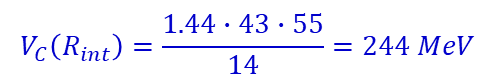 V_C(R_int) = 1.44 · 43 · 55 / 14 = 244 MeV